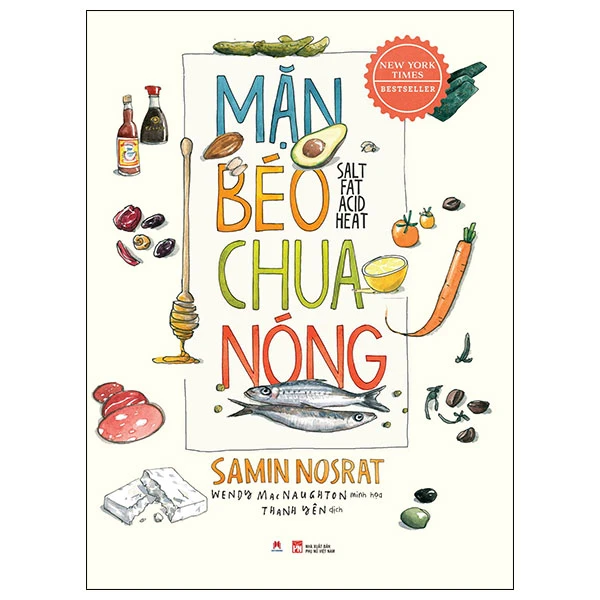 NEW YORK
TIMES
BESTSELLER
MẶN
BÉO
SALT
FAT
ACID
HEAT
CHUA
NÓNG
SAMIN NOSRAT
WENDY MACNAUGHTON minh họa
THANH YÊN dịch
NHÀ XUẤT BẢN
PHỤ NỮ VIỆT NAM